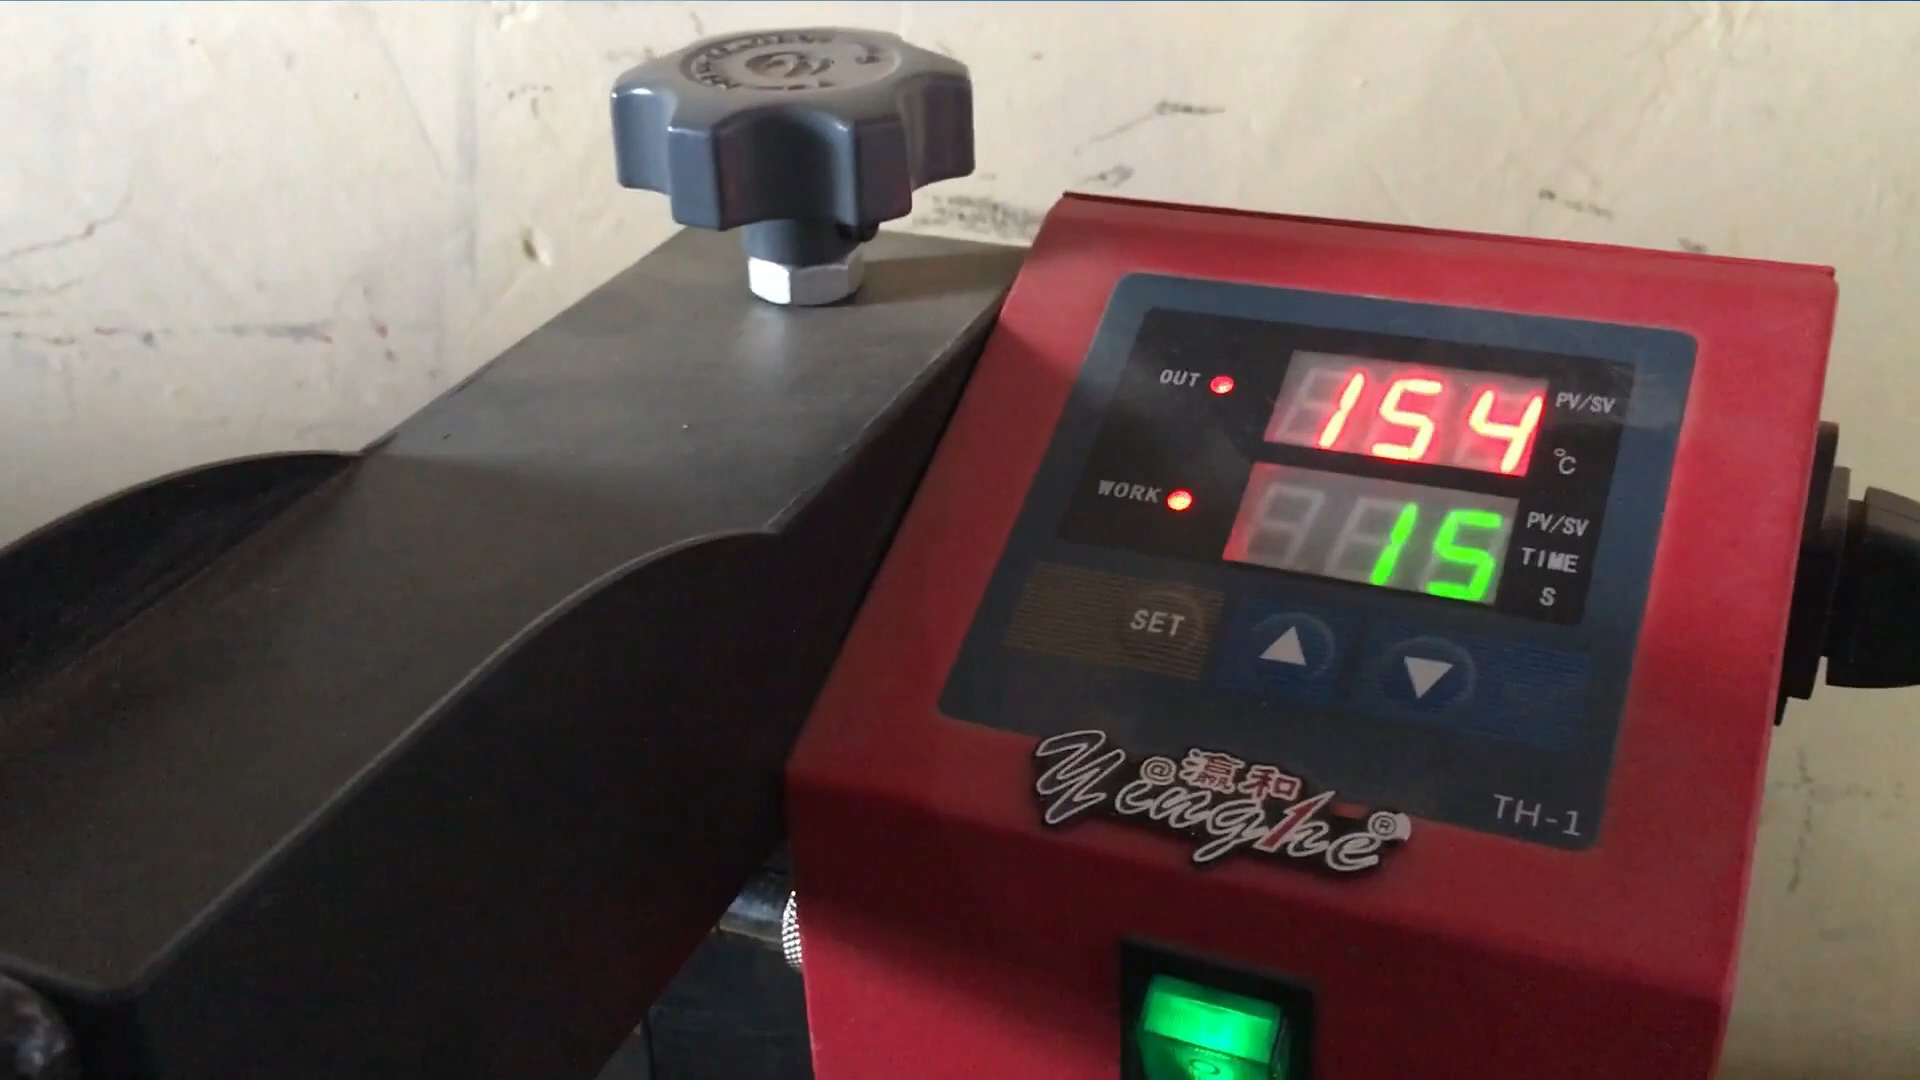 OUT
154
PV/SV
℃
WORK
15
PV/SV
TIME
S
SET
@瀛和
Yinghe®
TH-1